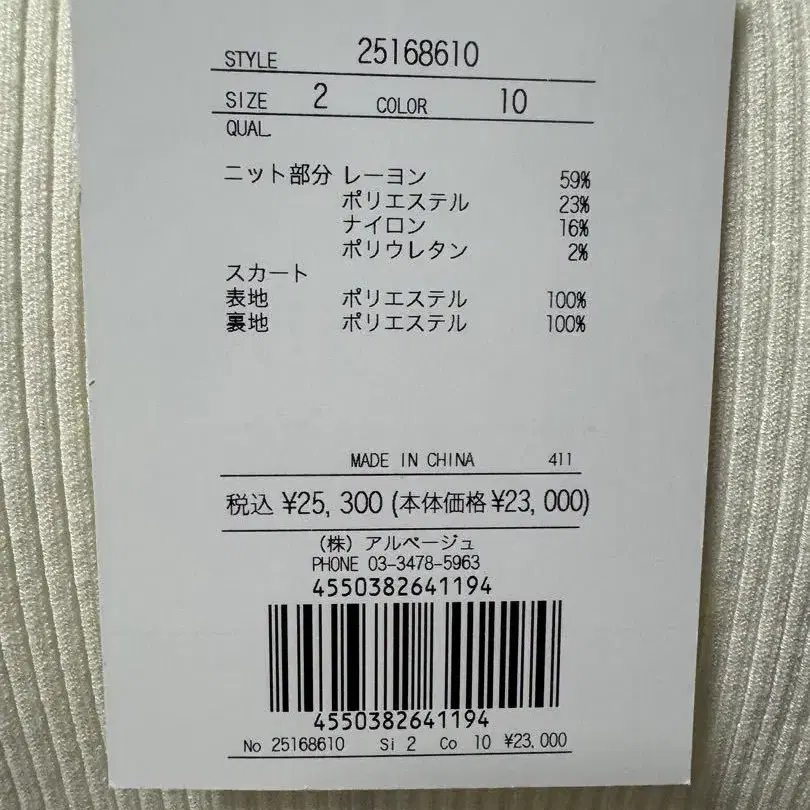 STYLE 25168610
SIZE 2 COLOR 10
QUAL
ニット部分 レーヨン 59%
ポリエステル 23%
ナイロン 16%
ポリウレタン 2%
スカート
表地 ポリエステル 100%
裏地 ポリエステル 100%
MADE IN CHINA 411
税込 ¥25,300 (本体価格¥23,000)
(株) アルページュ
PHONE 03-3478-5963
4550382641194
4550382641194
No 25168610 Si 2 Co 10 ¥23,000